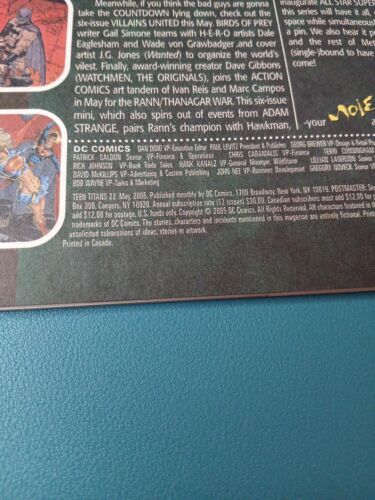 Meanwhile, if you think the bad guys are gonna
take the COUNTDOWN lying down, check out the
six-issue VILLAINS UNITED this May. BIRDS OF PREY
writer Gail Simone teams with H-E-R-O artists Dale
Eaglesham and Wade von Grawbadger and cover
artist J.G. Jones (Wanted) to organize the world's
vilest. Finally, award-winning creator Dave Gibbons
(WATCHMEN, THE ORIGINALS), joins the ACTION
COMICS art tandem of Ivan Reis and Marc Campos
in May for the RANN/THANAGAR WAR. This six-issue
mini, which also spins out of events from ADAM
STRANGE, pairs Rann's champion with Hawkman,
inaugurate ALL STAR
this series will have it all,
space while simultaneous
a pin. We also hear it
and the rest of Met
(single-)bound to have
come!
-your
DC COMICS DAN DIDIO VP-Executive Editor PAUL LEVITZ President & Publisher GEORG BREWER VP-Design & Retail
PATRICK CALDON Senior VP-Finance & Operations CHRIS CARAMALIS VP-Finance TERRI CUNNINGHAM
RICH JOHNSON VP-Book Trade Sales HANK KANALZ VP-General Manager, WildStorm LILLIAN LASERSON Senior
DAVID McKILLIPS VP-Advertising & Custom Publishing JOHN NEE VP-Business Development GREGORY NOVECK Senior
BOB WAYNE VP-Sales & Marketing
TEEN TITANS 22. May, 2005. Published monthly by DC Comics, 1700 Broadway, New York, NY 10019. POSTMASTER:
Box 300, Congers, NY 10920. Annual subscription rate (12 issues) $30.00. Canadian subscribers must add $12.00 for
add $12.00 for postage. U.S. funds only. Copyright © 2005 DC Comics. All Rights Reserved. All characters featured in
trademarks of DC Comics. The stories, characters and incidents mentioned in this magazine are entirely fictional.
unsolicited submissions of ideas, stories or artwork.
Printed in Canada.